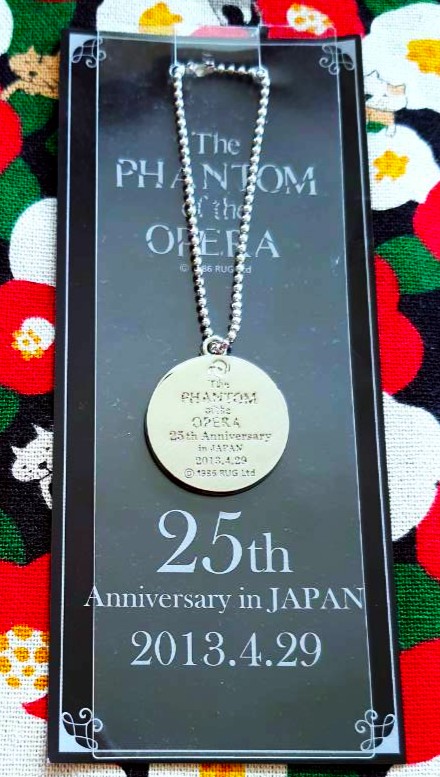 The
PHANTOM
of the
OPERA
© 1986 RUG Ltd
The
PHANTOM
of the
OPERA
25th Anniversary
in JAPAN
2013.4.29
© 1986 RUG Ltd
25th
Anniversary in JAPAN
2013.4.29